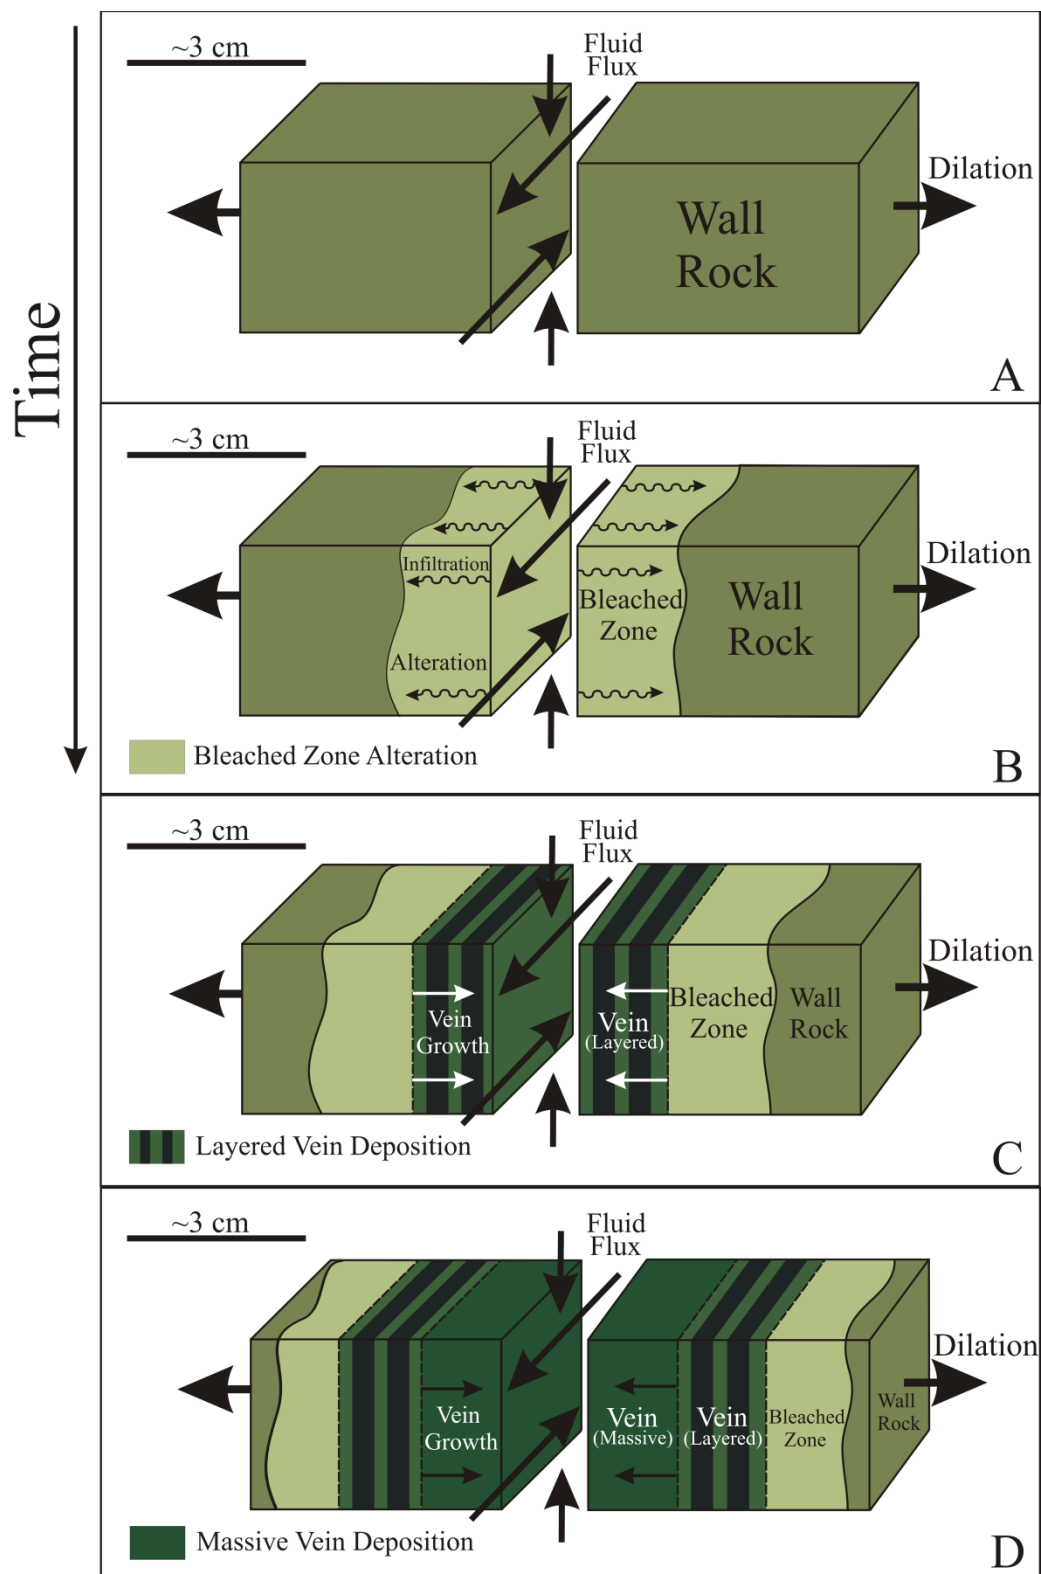 Time
~3 cm
Fluid
Flux
Dilation
Wall
Rock
A
~3 cm
Fluid
Flux
Dilation
Infiltration
Bleached
Zone
Wall
Rock
Alteration
Bleached Zone Alteration
B
~3 cm
Fluid
Flux
Dilation
Vein
Growth
Vein
(Layered)
Bleached
Zone
Wall
Rock
Layered Vein Deposition
C
~3 cm
Fluid
Flux
Dilation
Vein
Growth
Vein
(Massive)
Vein
(Layered)
Bleached
Zone
Wall
Rock
Massive Vein Deposition
D